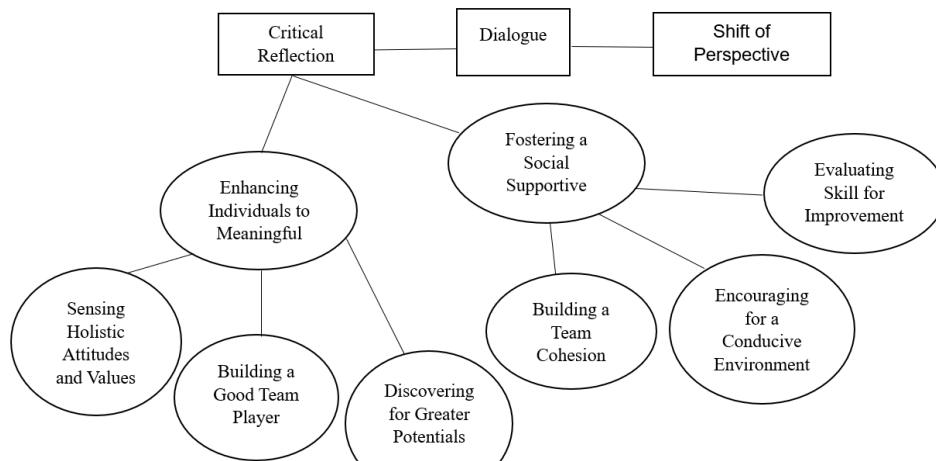 Critical
Reflection
Dialogue
Shift of
Perspective
Fostering a
Social
Supportive
Evaluating
Skill for
Improvement
Enhancing
Individuals to
Meaningful
Sensing
Holistic
Attitudes
and Values
Building a
Good Team
Player
Discovering
for Greater
Potentials
Building a
Team
Cohesion
Encouraging
for a
Conducive
Environment